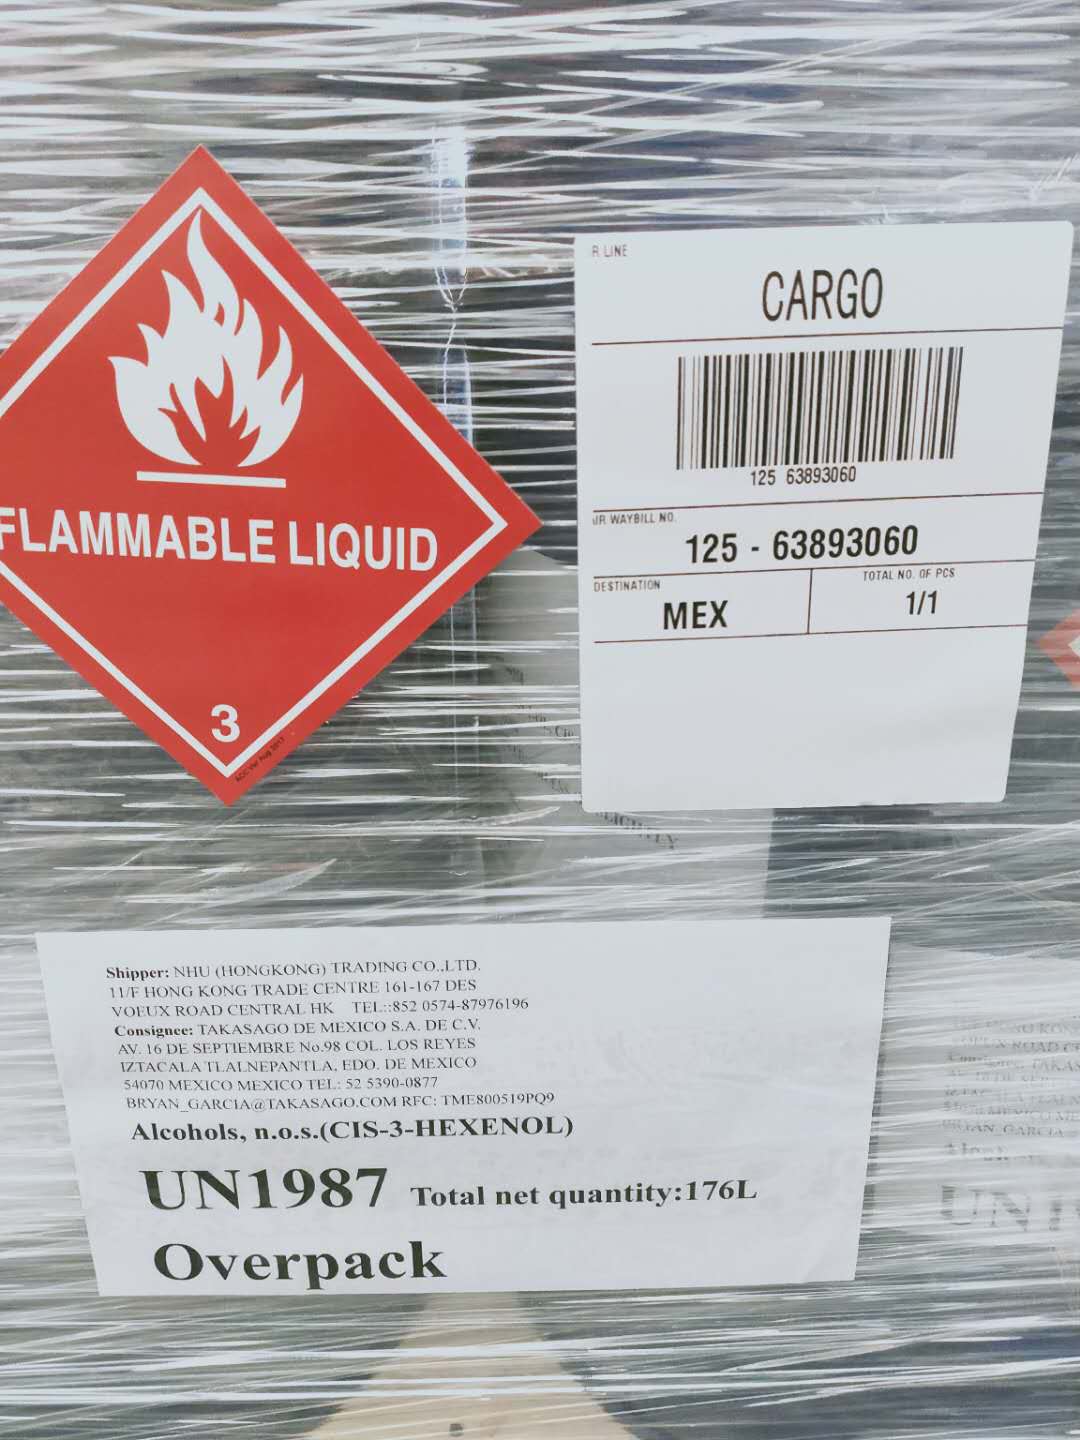 FLAMMABLE LIQUID
3
R LINE
CARGO
125 63893060
IR WAYBILL NO.
125 - 63893060
DESTINATION
MEX
TOTAL NO. OF PCS
1/1
Shipper: NHU (HONGKONG) TRADING CO.,LTD.
11/F HONG KONG TRADE CENTRE 161-167 DES
VOEUX ROAD CENTRAL HK TEL::852 0574-87976196
Consignee: TAKASAGO DE MEXICO S.A. DE C.V.
AV. 16 DE SEPTIEMBRE No.98 COL. LOS REYES
IZTACALA TLALNEPANTLA, EDO. DE MEXICO
54070 MEXICO MEXICO TEL: 52 5390-0877
BRYAN_GARCIA@TAKASAGO.COM RFC: TME800519PQ9
Alcohols, n.o.s.(CIS-3-HEXENOL)
UN1987 Total net quantity:176L
Overpack